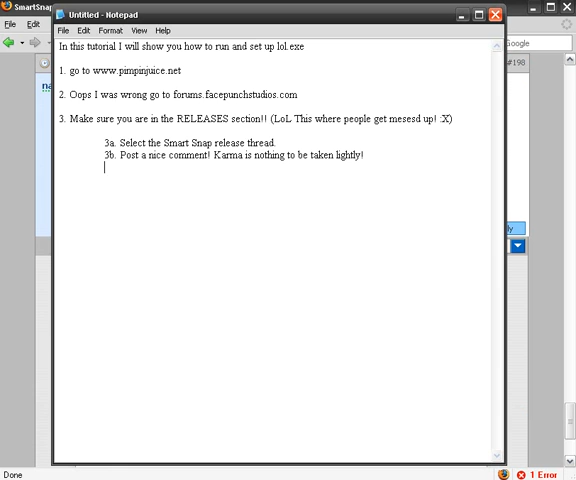 SmartSnap
Untitled - Notepad
File Edit
File Edit Format View Help
Google
#198
In this tutorial I will show you how to run and set up lol.exe
1. go to www.pimpinjuice.net
2. Oops I was wrong go to forums.facepunchstudios.com
3. Make sure you are in the RELEASES section!! (LoL This where people get mesesd up! :X)
3a. Select the Smart Snap release thread.
3b. Post a nice comment! Karma is nothing to be taken lightly!
Done
1 Error